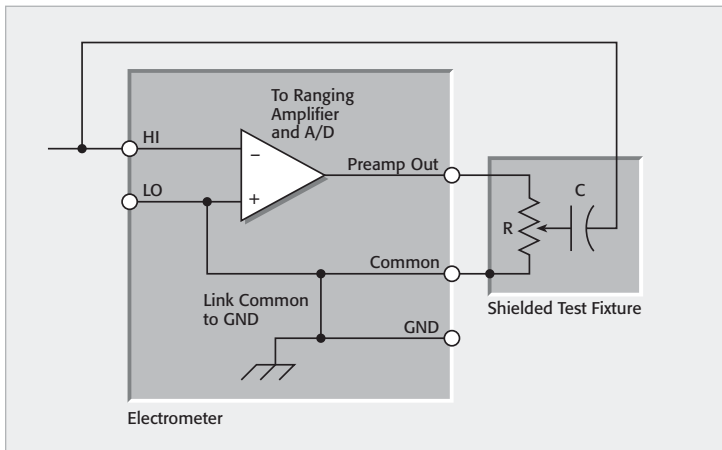 To Ranging
Amplifier
and A/D
HI
−
Preamp Out
LO
+
C
R
Common
Link Common
to GND
Shielded Test Fixture
GND
Electrometer